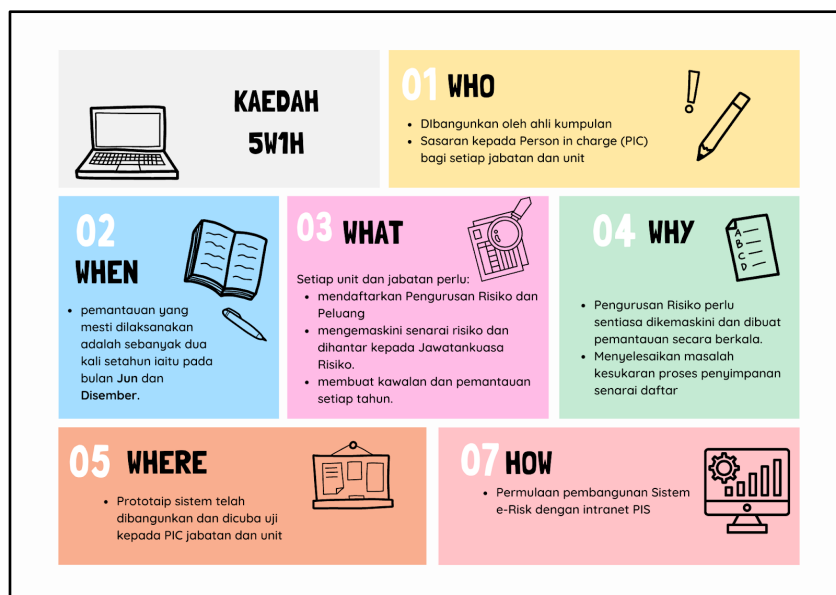 KAEDAH
5W1H
01 WHO
• DIbangunkan oleh ahli kumpulan
• Sasaran kepada Person in charge (PIC)
bagi setiap jabatan dan unit
02
WHEN
• pemantauan yang
mesti dilaksanakan
adalah sebanyak dua
kali setahun iaitu pada
bulan Jun dan
Disember.
03 WHAT
Setiap unit dan jabatan perlu:
• mendaftarkan Pengurusan Risiko dan
Peluang
• mengemaskini senarai risiko dan
dihantar kepada Jawatankuasa
Risiko.
• membuat kawalan dan pemantauan
setiap tahun.
04 WHY
A
B
C
D
• Pengurusan Risiko perlu
sentiasa dikemaskini dan dibuat
pemantauan secara berkala.
• Menyelesaikan masalah
kesukaran proses penyimpanan
senarai daftar
05 WHERE
• Prototaip sistem telah
dibangunkan dan dicuba uji
kepada PIC jabatan dan unit
07 HOW
• Permulaan pembangunan Sistem
e-Risk dengan intranet PIS